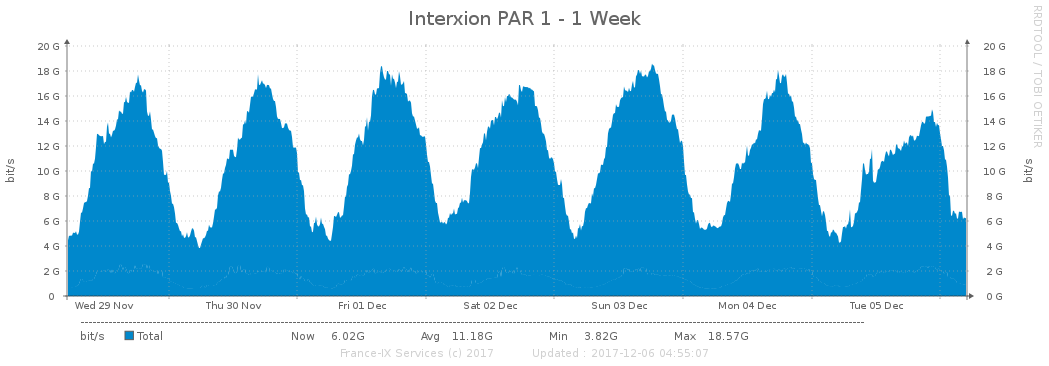 Interxion PAR 1 - 1 Week
RRDTOOL / TOBI OETIKER
20 G 20 G
18 G 18 G
16 G 16 G
14 G 14 G
12 G 12 G
10 G 10 G
8 G 8 G
6 G 6 G
4 G 4 G
2 G 2 G
0 0 G
bit/s
bit/s
Wed 29 Nov Thu 30 Nov Fri 01 Dec Sat 02 Dec Sun 03 Dec Mon 04 Dec Tue 05 Dec
bit/s Total Now 6.02G Avg 11.18G Min 3.82G Max 18.57G
France-IX Services (c) 2017 Updated : 2017-12-06 04:55:07